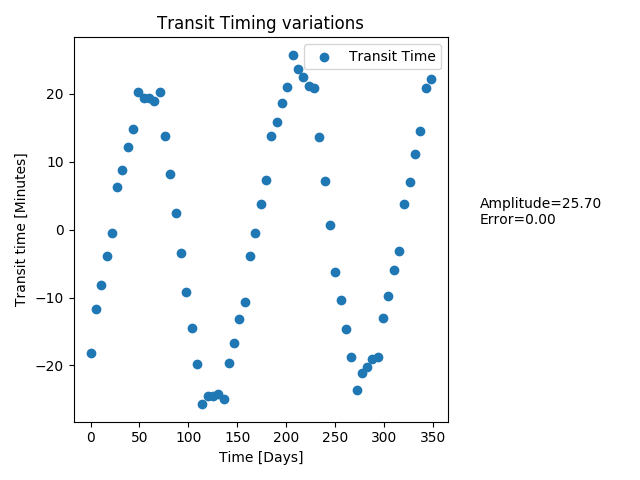 Transit Timing variations
Transit Time
Transit time [Minutes]
20
10
0
−10
−20
0
50
100
150
200
250
300
350
Time [Days]
Amplitude=25.70
Error=0.00